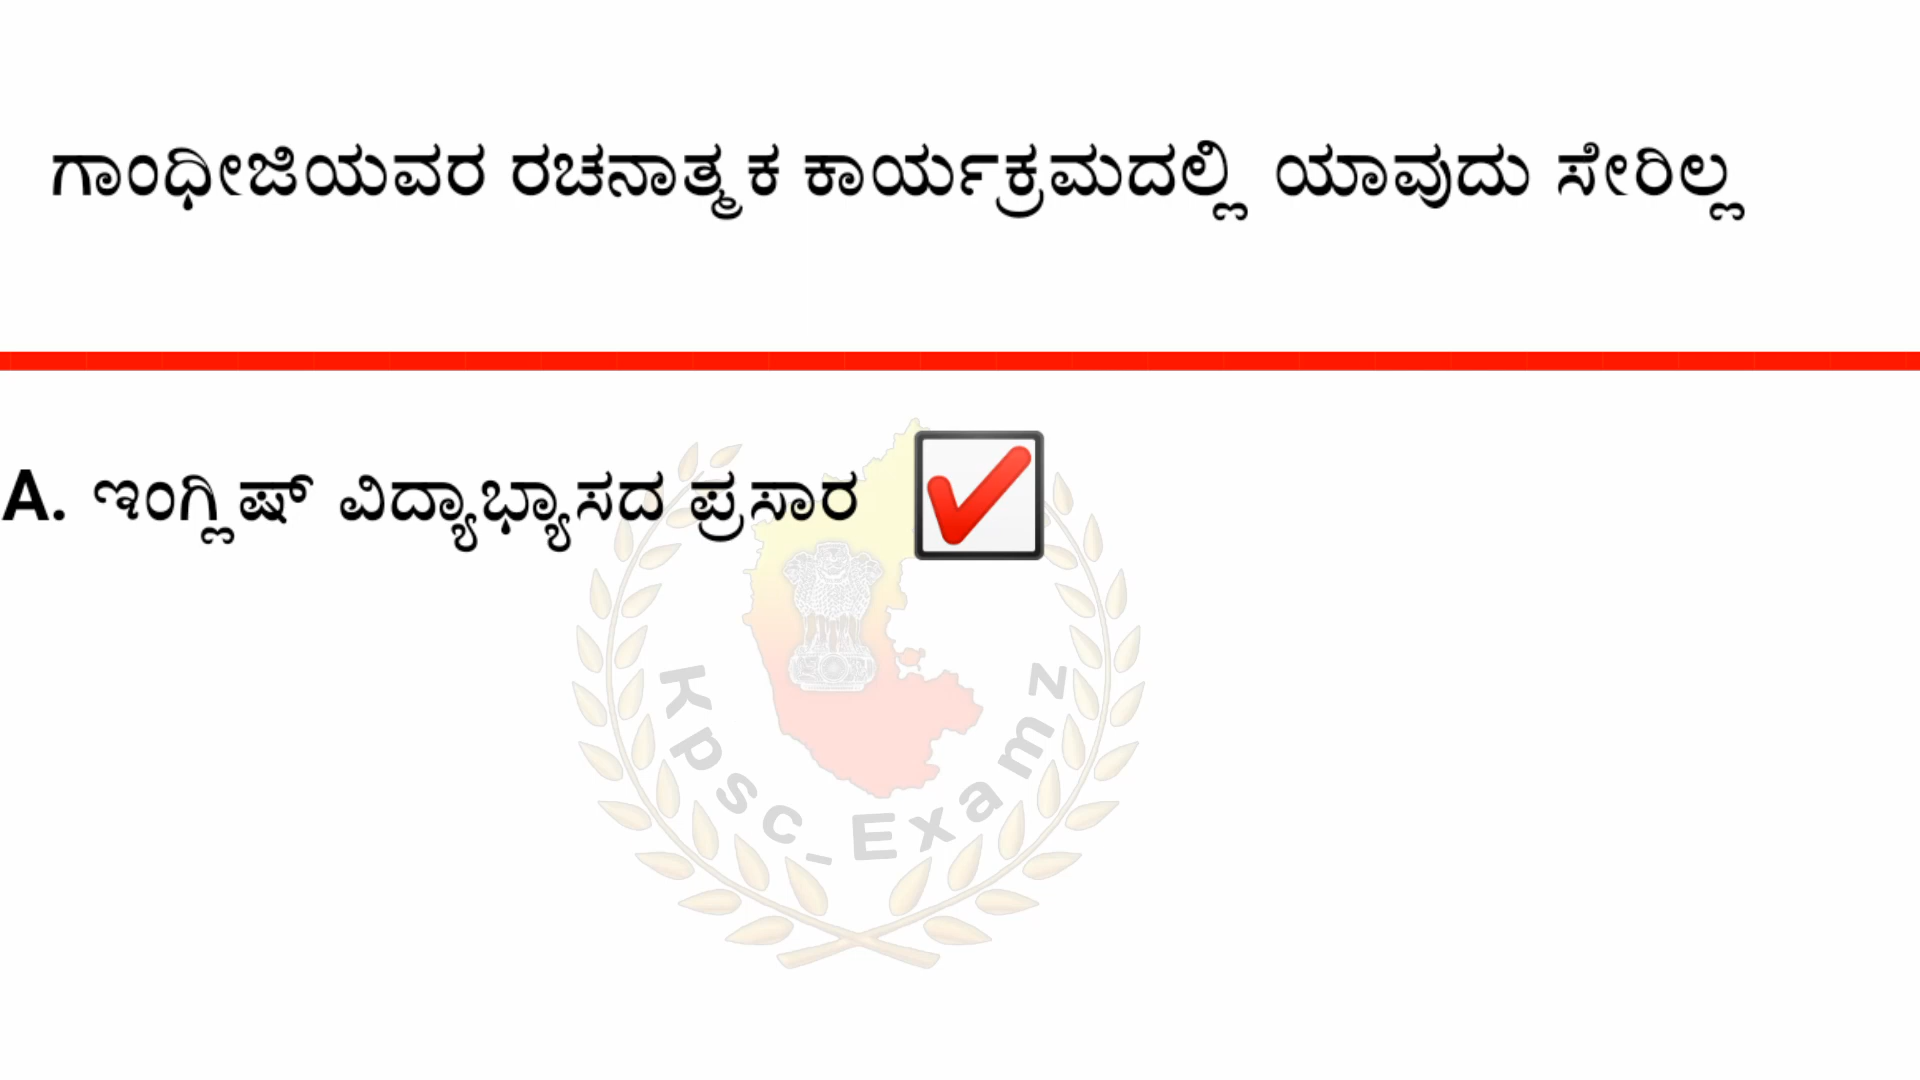 ಗಾಂಧೀಜಿಯವರ ರಚನಾತ್ಮಕ ಕಾರ್ಯಕ್ರಮದಲ್ಲಿ ಯಾವುದು ಸೇರಿಲ್ಲ
A. ಇಂಗ್ಲಿಷ್ ವಿದ್ಯಾಭ್ಯಾಸದ ಪ್ರಸಾರ
Kpsc_Examz